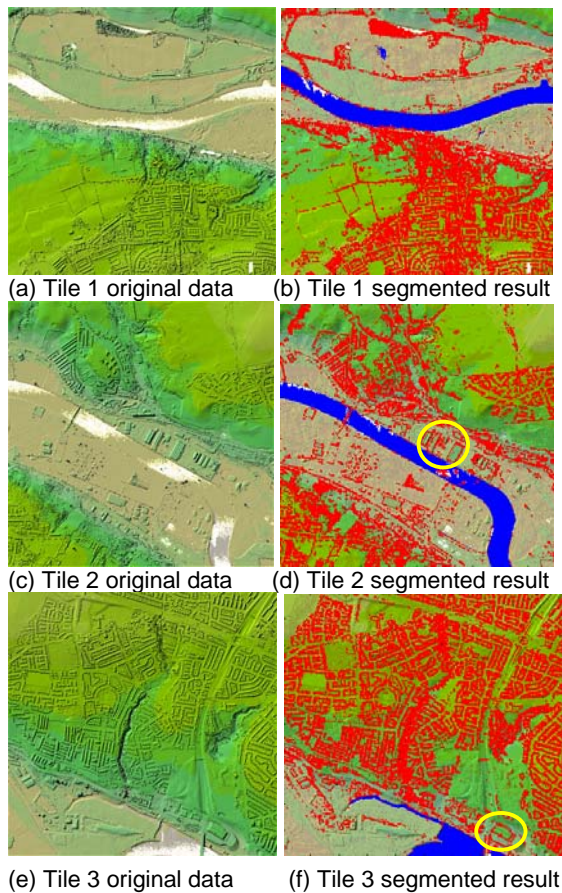 (a) Tile 1 original data (b) Tile 1 segmented result
(c) Tile 2 original data (d) Tile 2 segmented result
(e) Tile 3 original data (f) Tile 3 segmented result